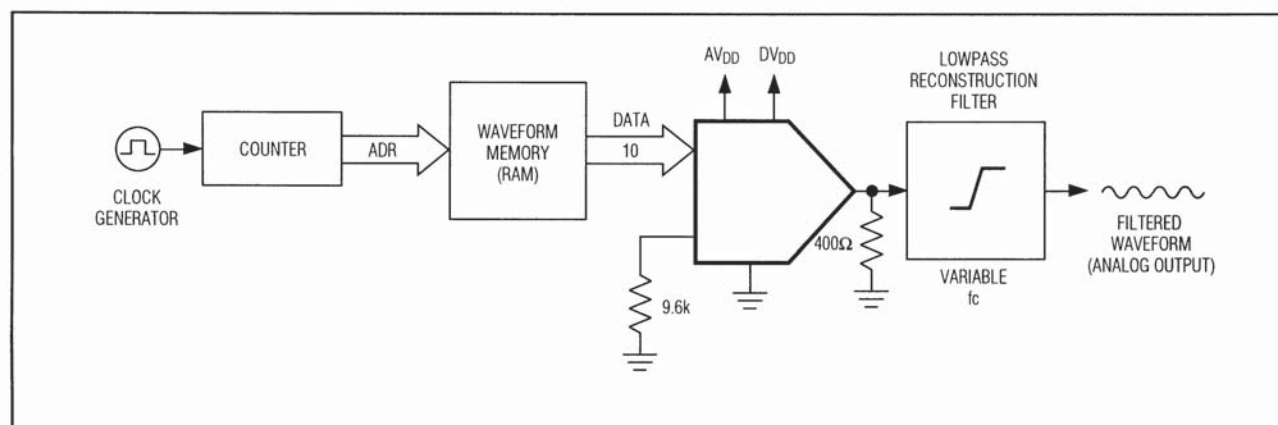 CLOCK
GENERATOR
COUNTER
ADR
WAVEFORM
MEMORY
(RAM)
DATA
10
9.6k
AVDD
DVDD
400Ω
LOWPASS
RECONSTRUCTION
FILTER
VARIABLE
fc
FILTERED
WAVEFORM
(ANALOG OUTPUT)